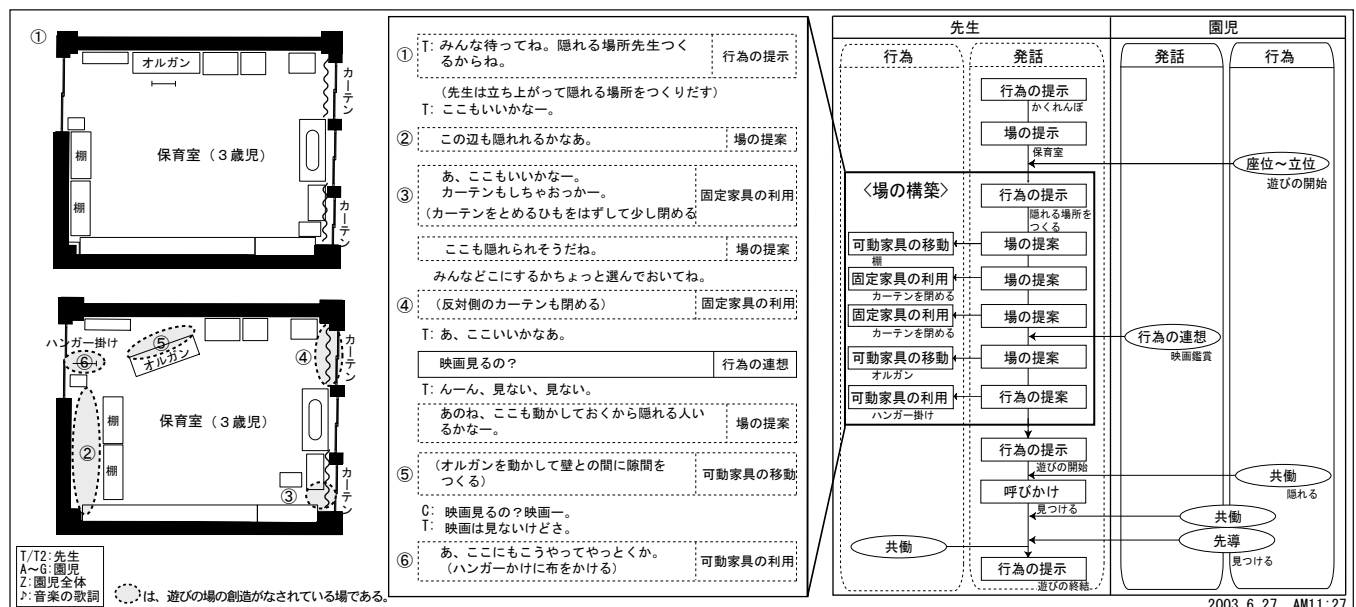 ①
オルガン
カーテン
棚
保育室（３歳児）
棚
カーテン
ハンガー掛け
⑤
オルガン
⑥
④
カーテン
棚
保育室（３歳児）
②
棚
③
カーテン
T/T2:先生
A～G:園児
Z:園児全体
♪:音楽の歌詞
は、遊びの場の創造がなされている場である。
① T: みんな待ってね。隠れる場所先生つく
るからね。
行為の提示
（先生は立ち上がって隠れる場所をつくりだす）
T: ここもいいかなー。
② この辺も隠れれるかなあ。 場の提案
③ あ、ここもいいかなー。
カーテンもしちゃおっかー。
（カーテンをとめるひもをはずして少し閉める
固定家具の利用
ここも隠れられそうだね。 場の提案
みんなどこにするかちょっと選んでおいてね。
④ （反対側のカーテンも閉める） 固定家具の利用
T: あ、ここいいかなあ。
映画見るの？ 行為の連想
T: んーん、見ない、見ない。
あのね、ここも動かしておくから隠れる人い
るかなー。
場の提案
⑤ （オルガンを動かして壁との間に隙間を
つくる）
可動家具の移動
C: 映画見るの？映画ー。
T: 映画は見ないけどさ。
⑥ あ、ここにもこうやってやっとくか。
（ハンガーかけに布をかける）
可動家具の利用
先生 園児
行為 発話 発話 行為
行為の提示
かくれんぼ
場の提示
保育室
座位～立位
遊びの開始
〈場の構築〉
行為の提示
隠れる場所を
つくる
可動家具の移動 場の提案
棚
固定家具の利用 場の提案
カーテンを閉める
固定家具の利用 場の提案
カーテンを閉める
行為の連想
映画鑑賞
可動家具の移動 場の提案
オルガン
可動家具の利用 行為の提案
ハンガー掛け
行為の提示
遊びの開始
共働
隠れる
呼びかけ
見つける
共働
先導
見つける
共働
行為の提示
遊びの終結
2003.6.27 AM11:27